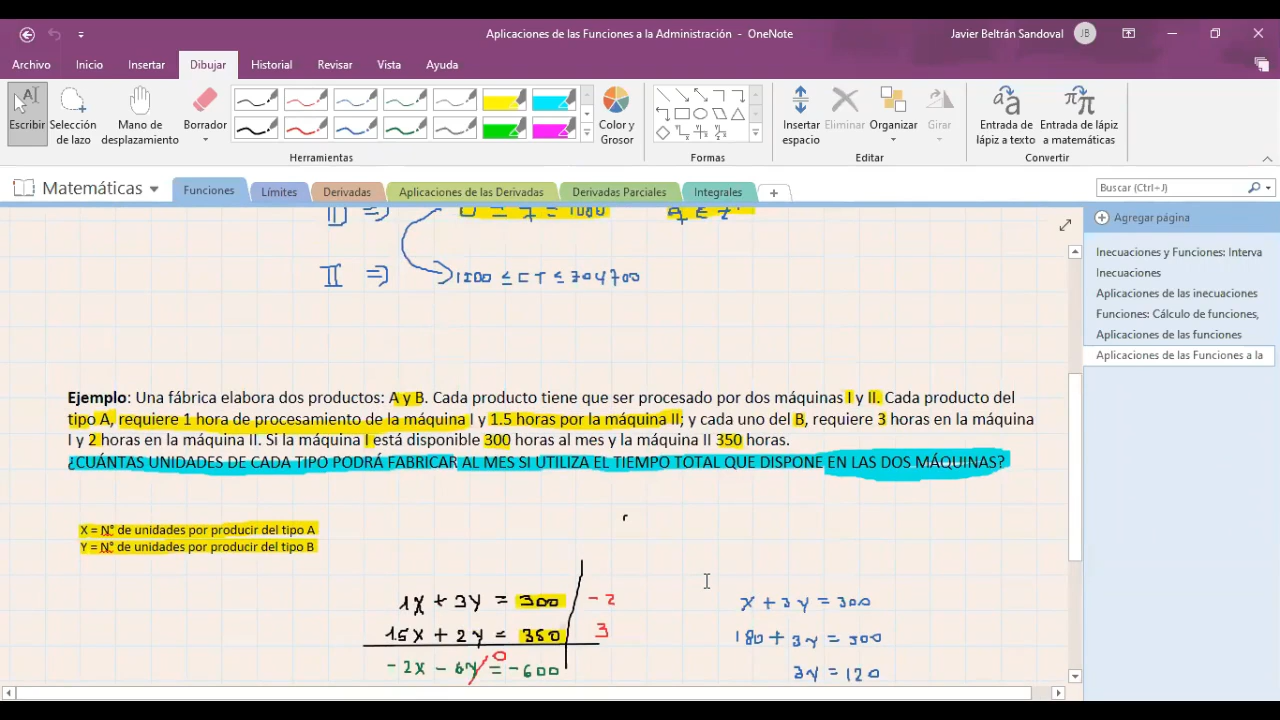 Aplicaciones de las Funciones a la Administración - OneNote
Javier Beltrán Sandoval
JB
Archivo Inicio Insertar Dibujar Historial Revisar Vista Ayuda
Escribir
Selección de lazo
Mano de desplazamiento
Borrador
Color y Grosor
Insertar espacio
Eliminar
Organizar
Girar
Entrada de lápiz a texto
Entrada de lápiz a matemáticas
Herramientas Formas Editar Convertir
Matemáticas
Funciones Límites Derivadas Aplicaciones de las Derivadas Derivadas Parciales Integrales
Buscar (Ctrl+J)
Agregar página
Inecuaciones y Funciones: Interva
Inecuaciones
Aplicaciones de las inecuaciones
Funciones: Cálculo de funciones,
Aplicaciones de las funciones
Aplicaciones de las Funciones a la
II ⇒ 1200 ≤ CT ≤ 704700
Ejemplo: Una fábrica elabora dos productos: A y B. Cada producto tiene que ser procesado por dos máquinas I y II. Cada producto del
tipo A, requiere 1 hora de procesamiento de la máquina I y 1.5 horas por la máquina II; y cada uno del B, requiere 3 horas en la máquina
I y 2 horas en la máquina II. Si la máquina I está disponible 300 horas al mes y la máquina II 350 horas.
¿CUÁNTAS UNIDADES DE CADA TIPO PODRÁ FABRICAR AL MES SI UTILIZA EL TIEMPO TOTAL QUE DISPONE EN LAS DOS MÁQUINAS?
X = N° de unidades por producir del tipo A
Y = N° de unidades por producir del tipo B
1X + 3Y = 300 -2
1.5X + 2Y = 350 3
-2X - 6Y = -600
0
X + 3Y = 300
180 + 3Y = 300
3Y = 120